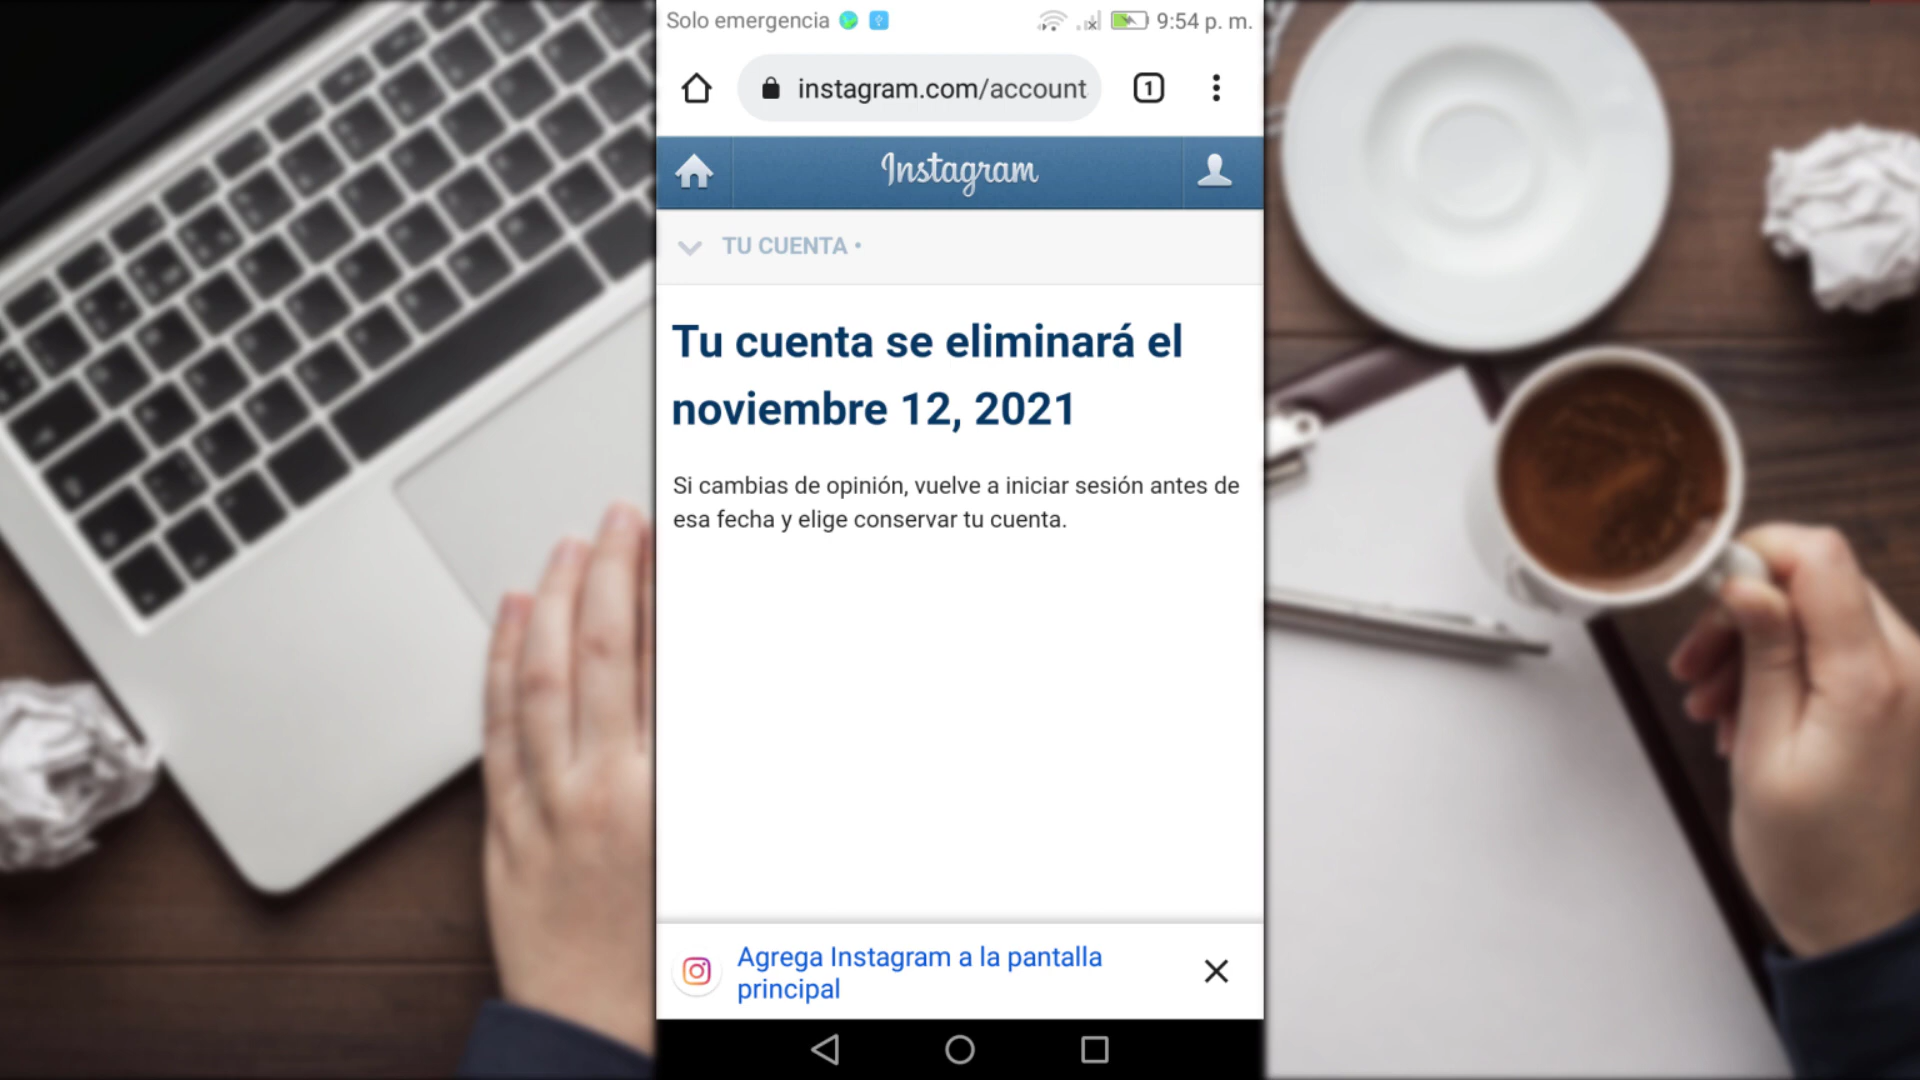 Solo emergencia 9:54 p. m.
instagram.com/account 1
Instagram
TU CUENTA •
Tu cuenta se eliminará el
noviembre 12, 2021
Si cambias de opinión, vuelve a iniciar sesión antes de
esa fecha y elige conservar tu cuenta.
Agrega Instagram a la pantalla
principal